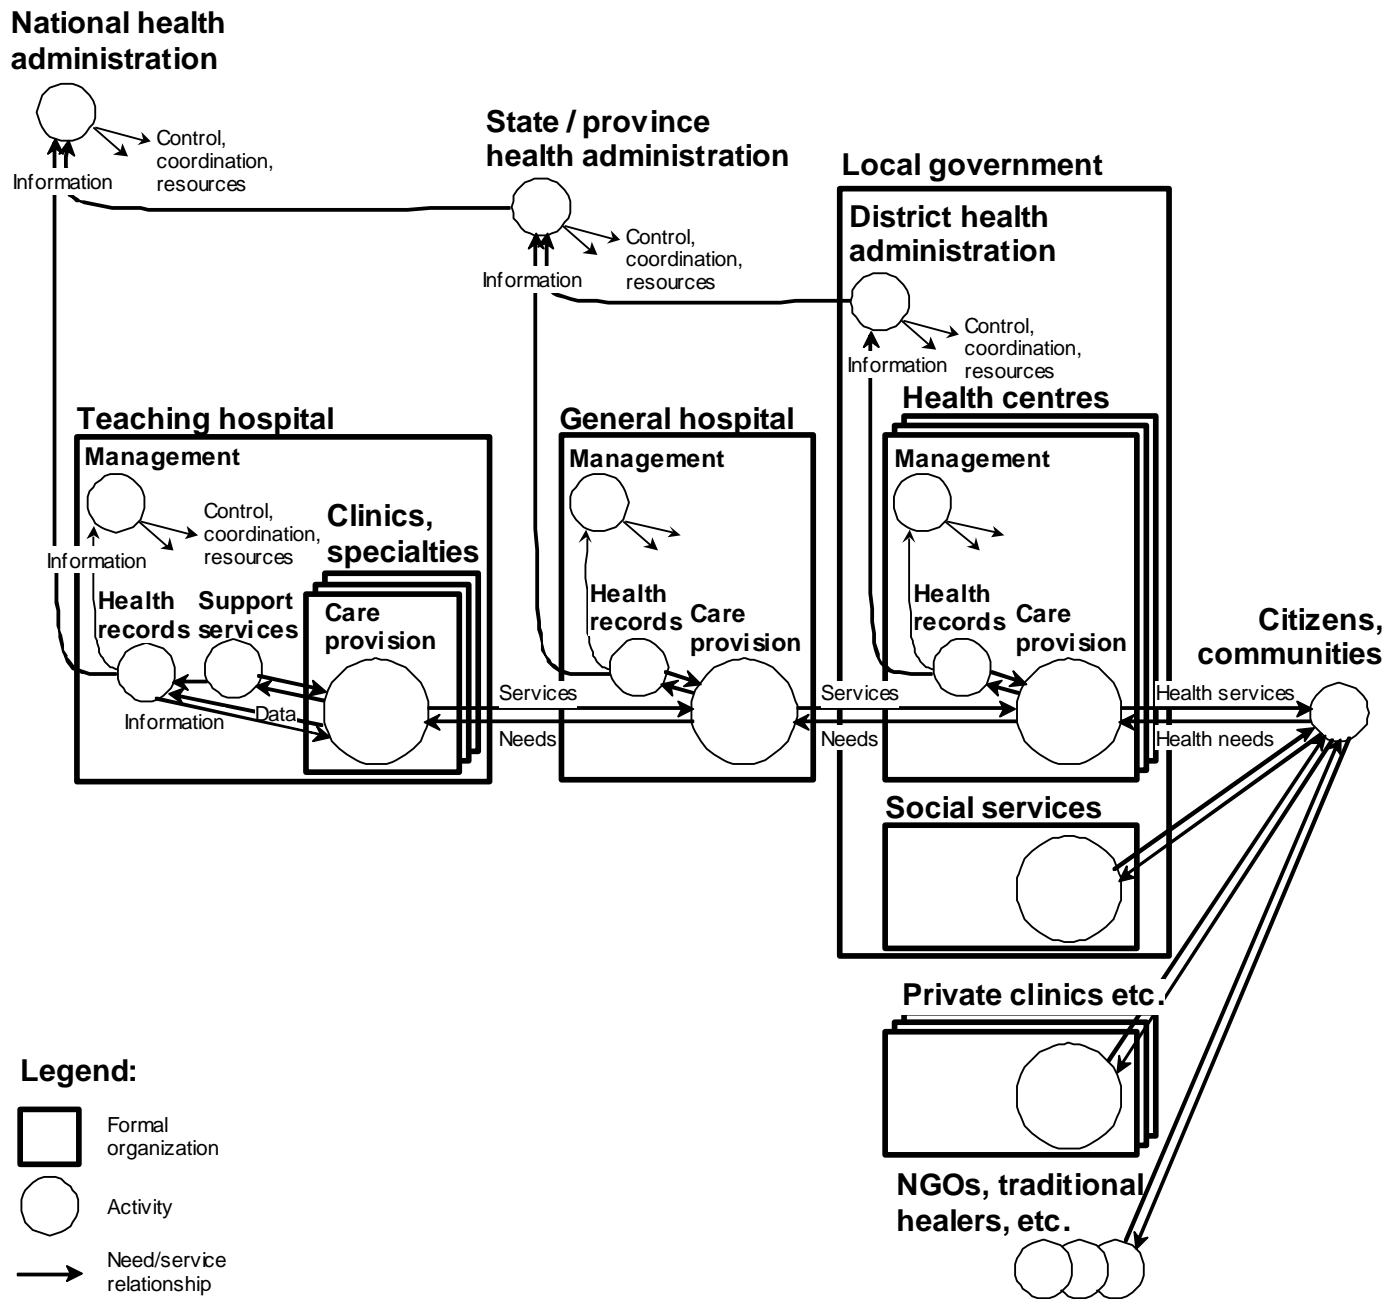 National health
administration
Control,
coordination,
resources
Information
State / province
health administration
Control,
coordination,
resources
Information
Local government
District health
administration
Control,
coordination,
resources
Information
Teaching hospital
Management
Control,
coordination,
resources
Information
Clinics,
specialties
Health
records
Support
services
Care
provision
Information
Data
Services
Needs
General hospital
Management
Health
records
Care
provision
Services
Needs
Health centres
Management
Health
records
Care
provision
Health services
Health needs
Citizens,
communities
Social services
Private clinics etc.
NGOs, traditional
healers, etc.
Legend:
Formal
organization
Activity
Need/service
relationship